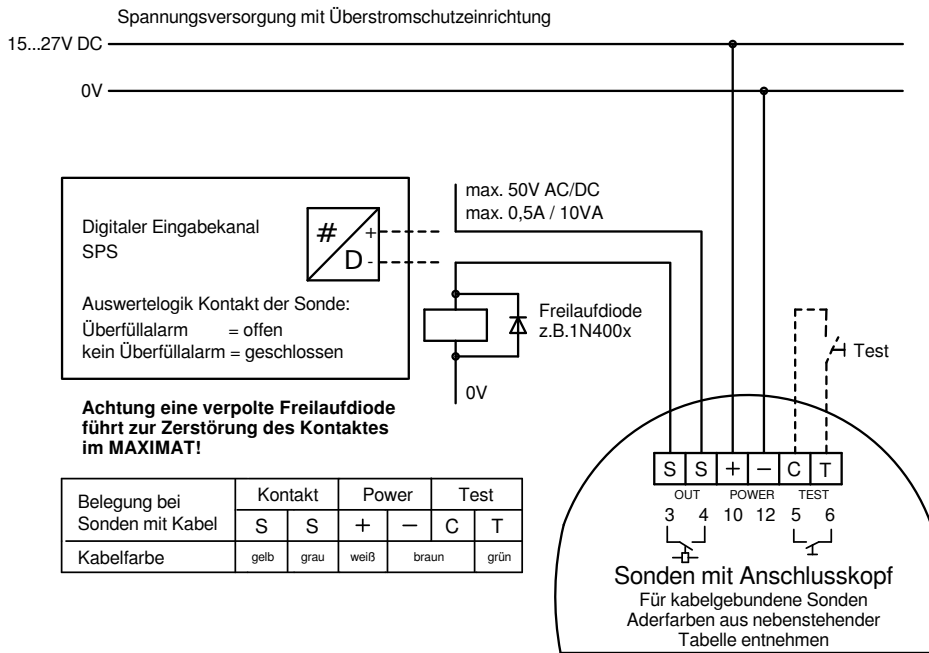 Spannungsversorgung mit Überstromschutzeinrichtung
15...27V DC
0V
max. 50V AC/DC
max. 0,5A / 10VA
Digitaler Eingabekanal
SPS
# +
D -
Auswertelogik Kontakt der Sonde:
Überfüllalarm = offen
kein Überfüllalarm = geschlossen
Freilaufdiode
z.B.1N400x
Test
0V
Achtung eine verpolte Freilaufdiode
führt zur Zerstörung des Kontaktes
im MAXIMAT!
S S + − C T
OUT POWER TEST
3 4 10 12 5 6
Belegung bei
Sonden mit Kabel
Kontakt Power Test
S S + − C T
Kabelfarbe gelb grau weiß braun grün
Sonden mit Anschlusskopf
Für kabelgebundene Sonden
Aderfarben aus nebenstehender
Tabelle entnehmen